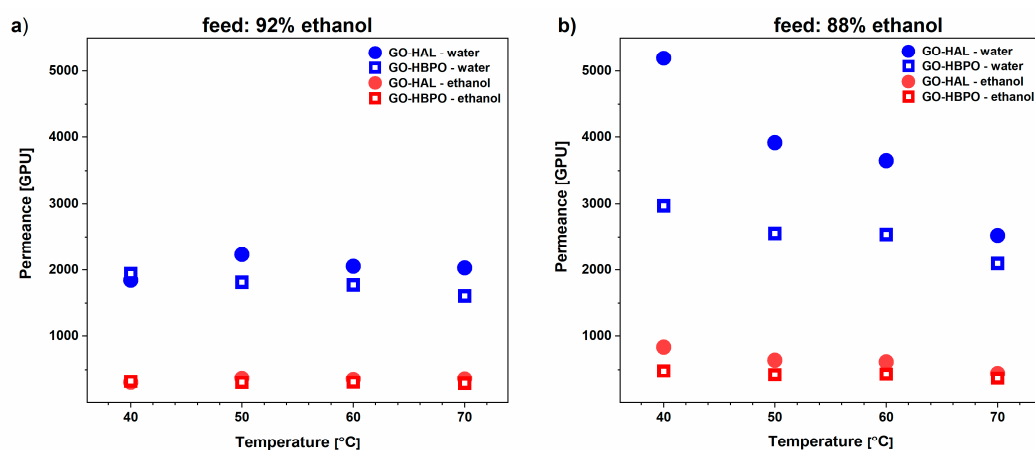 a)
feed: 92% ethanol
GO-HAL - water
GO-HBPO - water
GO-HAL - ethanol
GO-HBPO - ethanol
Permeance [GPU]
5000
4000
3000
2000
1000
40 50 60 70
Temperature [°C]
b)
feed: 88% ethanol
GO-HAL - water
GO-HBPO - water
GO-HAL - ethanol
GO-HBPO - ethanol
Permeance [GPU]
5000
4000
3000
2000
1000
40 50 60 70
Temperature [°C]